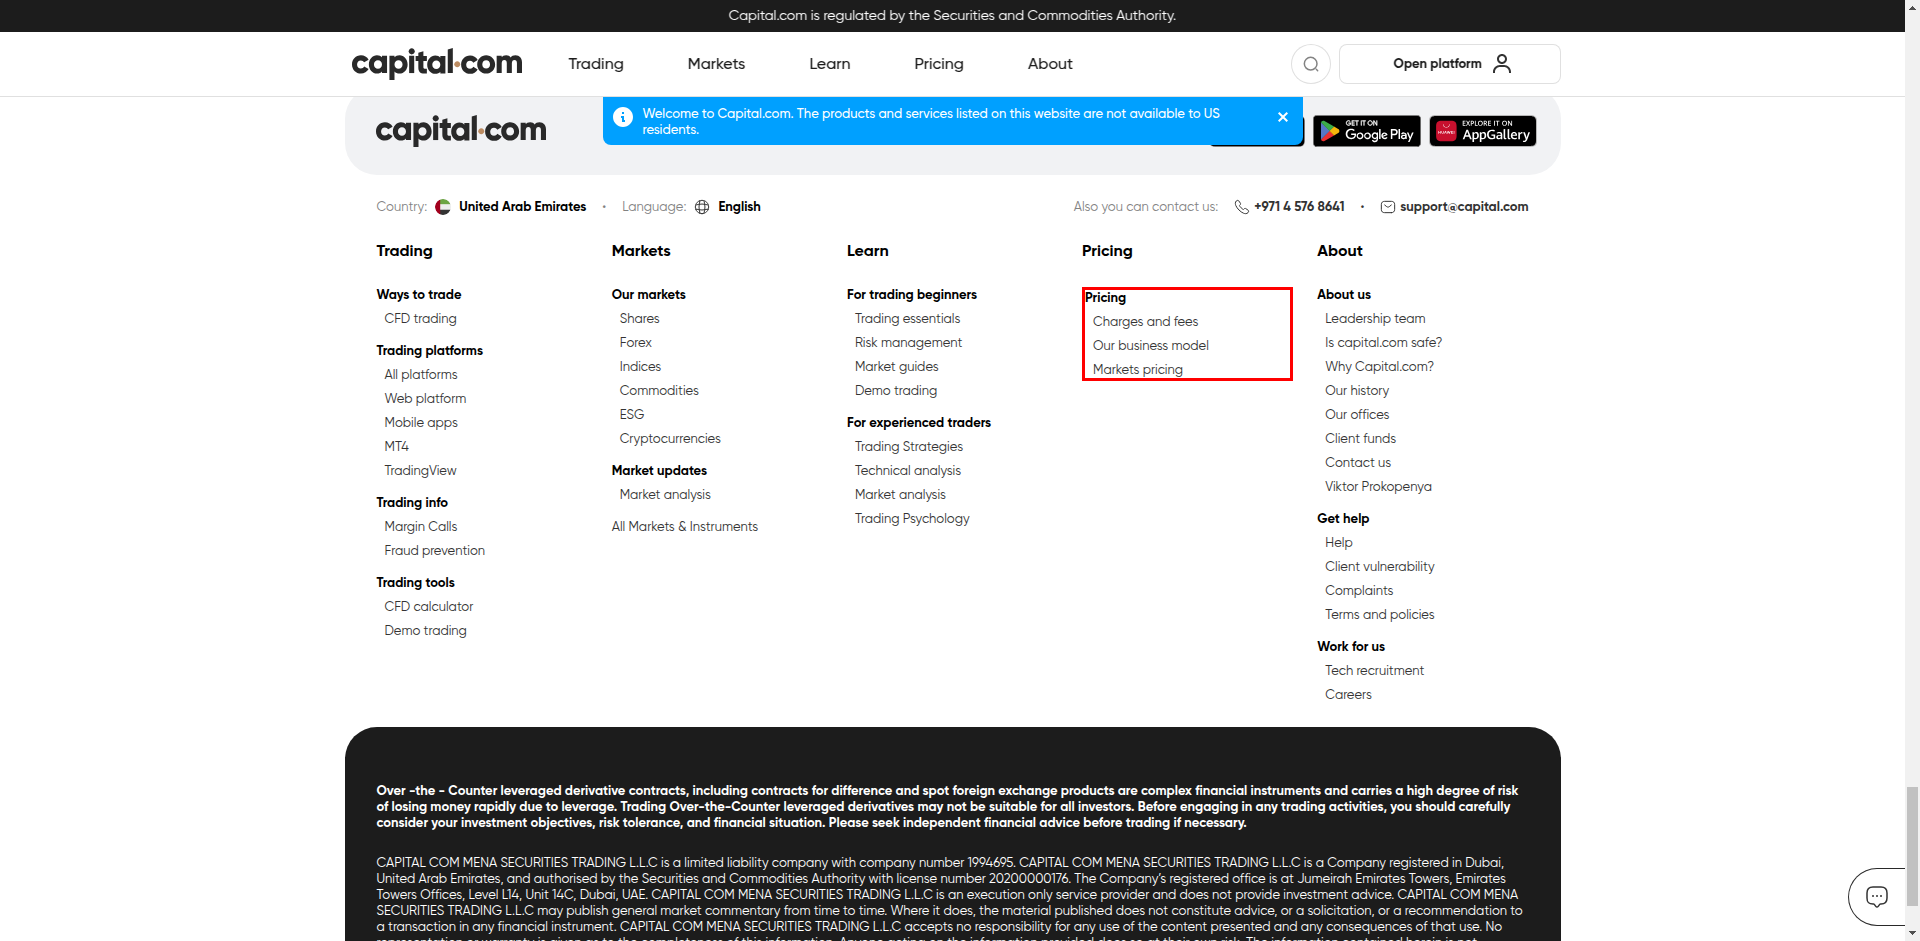 Capital.com is regulated by the Securities and Commodities Authority.
capital.com
Trading
Markets
Learn
Pricing
About
Open platform
capital.com
Welcome to Capital.com. The products and services listed on this website are not available to US
residents.
GET IT ON
Google Play
HUAWEI
EXPLORE IT ON
AppGallery
Country: United Arab Emirates • Language: English
Also you can contact us: +971 4 576 8641 • support@capital.com
Trading
Ways to trade
CFD trading
Trading platforms
All platforms
Web platform
Mobile apps
MT4
TradingView
Trading info
Margin Calls
Fraud prevention
Trading tools
CFD calculator
Demo trading
Markets
Our markets
Shares
Forex
Indices
Commodities
ESG
Cryptocurrencies
Market updates
Market analysis
All Markets & Instruments
Learn
For trading beginners
Trading essentials
Risk management
Market guides
Demo trading
For experienced traders
Trading Strategies
Technical analysis
Market analysis
Trading Psychology
Pricing
Pricing
Charges and fees
Our business model
Markets pricing
About
About us
Leadership team
Is capital.com safe?
Why Capital.com?
Our history
Our offices
Client funds
Contact us
Viktor Prokopenya
Get help
Help
Client vulnerability
Complaints
Terms and policies
Work for us
Tech recruitment
Careers
Over -the - Counter leveraged derivative contracts, including contracts for difference and spot foreign exchange products are complex financial instruments and carries a high degree of risk
of losing money rapidly due to leverage. Trading Over-the-Counter leveraged derivatives may not be suitable for all investors. Before engaging in any trading activities, you should carefully
consider your investment objectives, risk tolerance, and financial situation. Please seek independent financial advice before trading if necessary.
CAPITAL COM MENA SECURITIES TRADING L.L.C is a limited liability company with company number 1994695. CAPITAL COM MENA SECURITIES TRADING L.L.C is a Company registered in Dubai,
United Arab Emirates, and authorised by the Securities and Commodities Authority with license number 20200000176. The Company's registered office is at Jumeirah Emirates Towers, Emirates
Towers Offices, Level L14, Unit 14C, Dubai, UAE. CAPITAL COM MENA SECURITIES TRADING L.L.C is an execution only service provider and does not provide investment advice. CAPITAL COM MENA
SECURITIES TRADING L.L.C may publish general market commentary from time to time. Where it does, the material published does not constitute advice, or a solicitation, or a recommendation to
a transaction in any financial instrument. CAPITAL COM MENA SECURITIES TRADING L.L.C accepts no responsibility for any use of the content presented and any consequences of that use. No